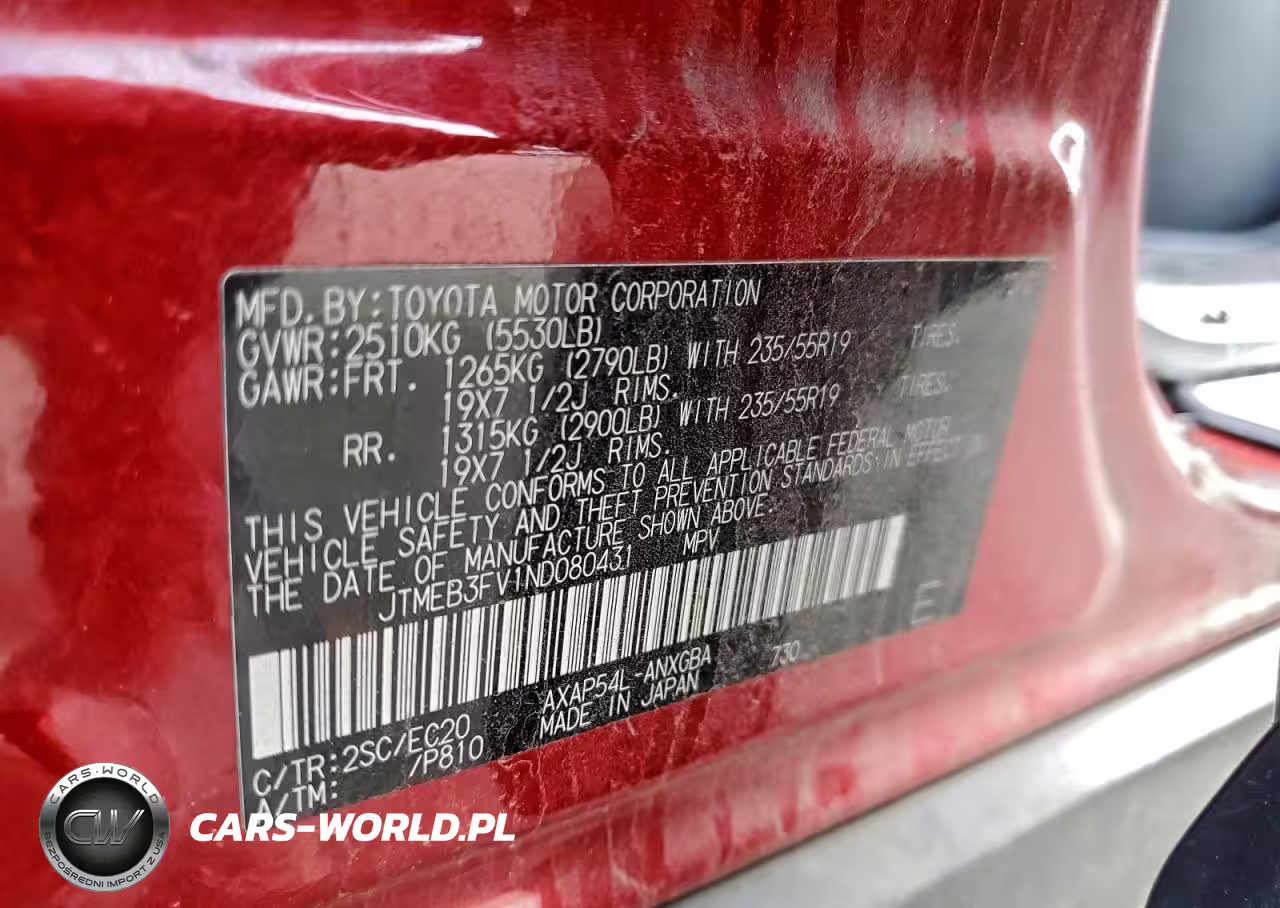 MFD. BY: TOYOTA MOTOR CORPORATION
GVWR: 2510KG (5530LB)
GAWR: FRT. 1265KG (2790LB) WITH 235/55R19 TIRES.
19X7 1/2J RIMS.
RR. 1315KG (2900LB) WITH 235/55R19 TIRES.
19X7 1/2J RIMS.
THIS VEHICLE CONFORMS TO ALL APPLICABLE FEDERAL MOTOR
VEHICLE SAFETY AND THEFT PREVENTION STANDARDS IN EFFECT
THE DATE OF MANUFACTURE SHOWN ABOVE.
JTMEB3FV1ND080431 MPV
E
C/TR: 2SC/EC20 AXAP54L-ANXGBA 730
A/TM: /P810 MADE IN JAPAN
CARS-WORLD
CW
BEZPOŚREDNI IMPORT Z USA
CARS-WORLD.PL